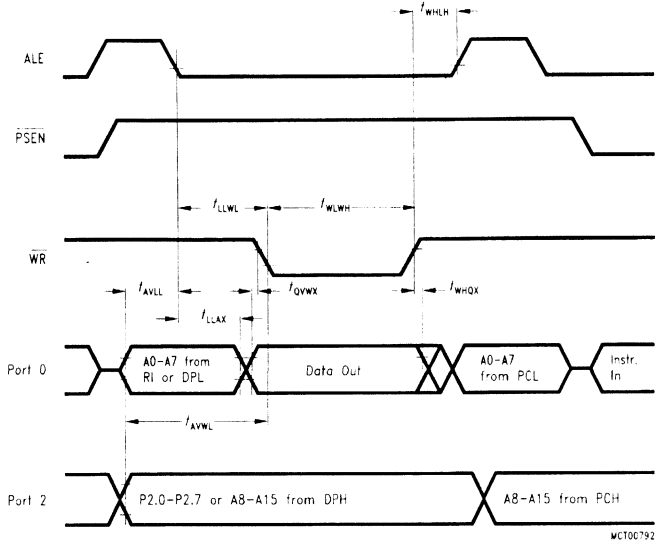 tWHLH
ALE
PSEN
tLLWL
tWLWH
WR
tAVLL
tQVWX
tWHQX
tLLAX
Port 0
A0-A7 from
RI or DPL
Data Out
A0-A7
from PCL
Instr.
In
tAVWL
Port 2
P2.0-P2.7 or A8-A15 from DPH
A8-A15 from PCH
MCT00792